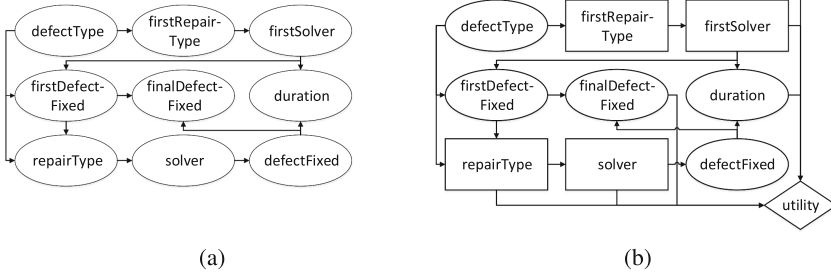 defectType
firstRepair-
Type
firstSolver
firstDefect-
Fixed
finalDefect-
Fixed
duration
repairType
solver
defectFixed
(a)
defectType
firstRepair-
Type
firstSolver
firstDefect-
Fixed
finalDefect-
Fixed
duration
repairType
solver
defectFixed
utility
(b)